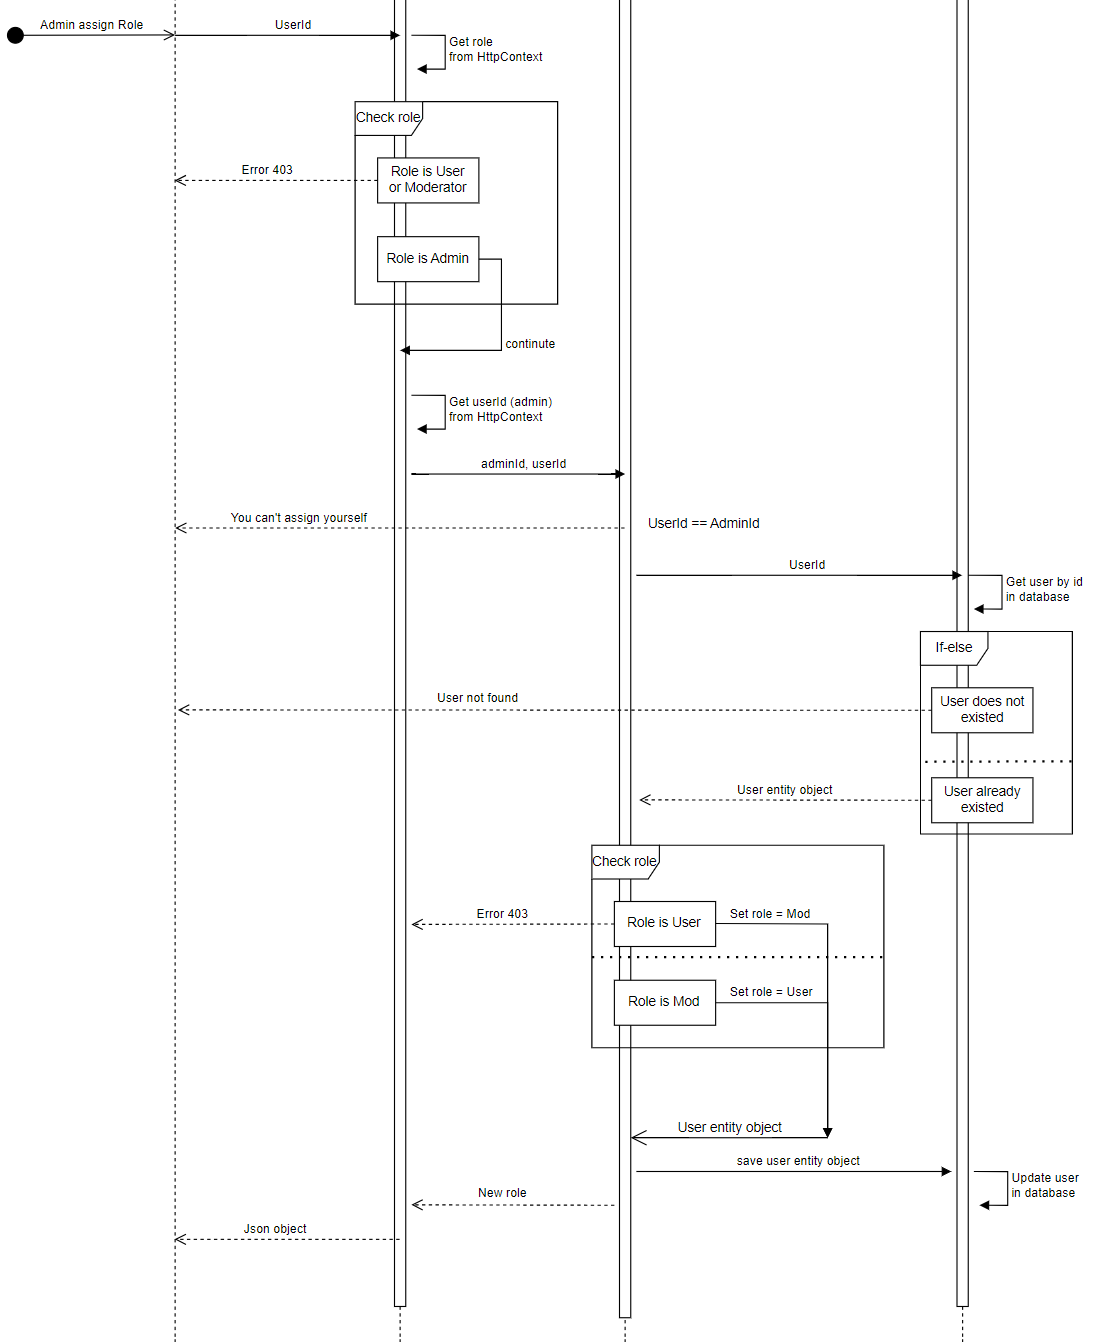 Admin assign Role
UserId
Get role
from HttpContext
Check role
Error 403
Role is User
or Moderator
Role is Admin
continute
Get userId (admin)
from HttpContext
adminId, userId
You can't assign yourself
UserId == AdminId
UserId
Get user by id
in database
If-else
User not found
User does not
existed
User entity object
User already
existed
Check role
Error 403
Role is User
Set role = Mod
Role is Mod
Set role = User
User entity object
save user entity object
Update user
in database
New role
Json object